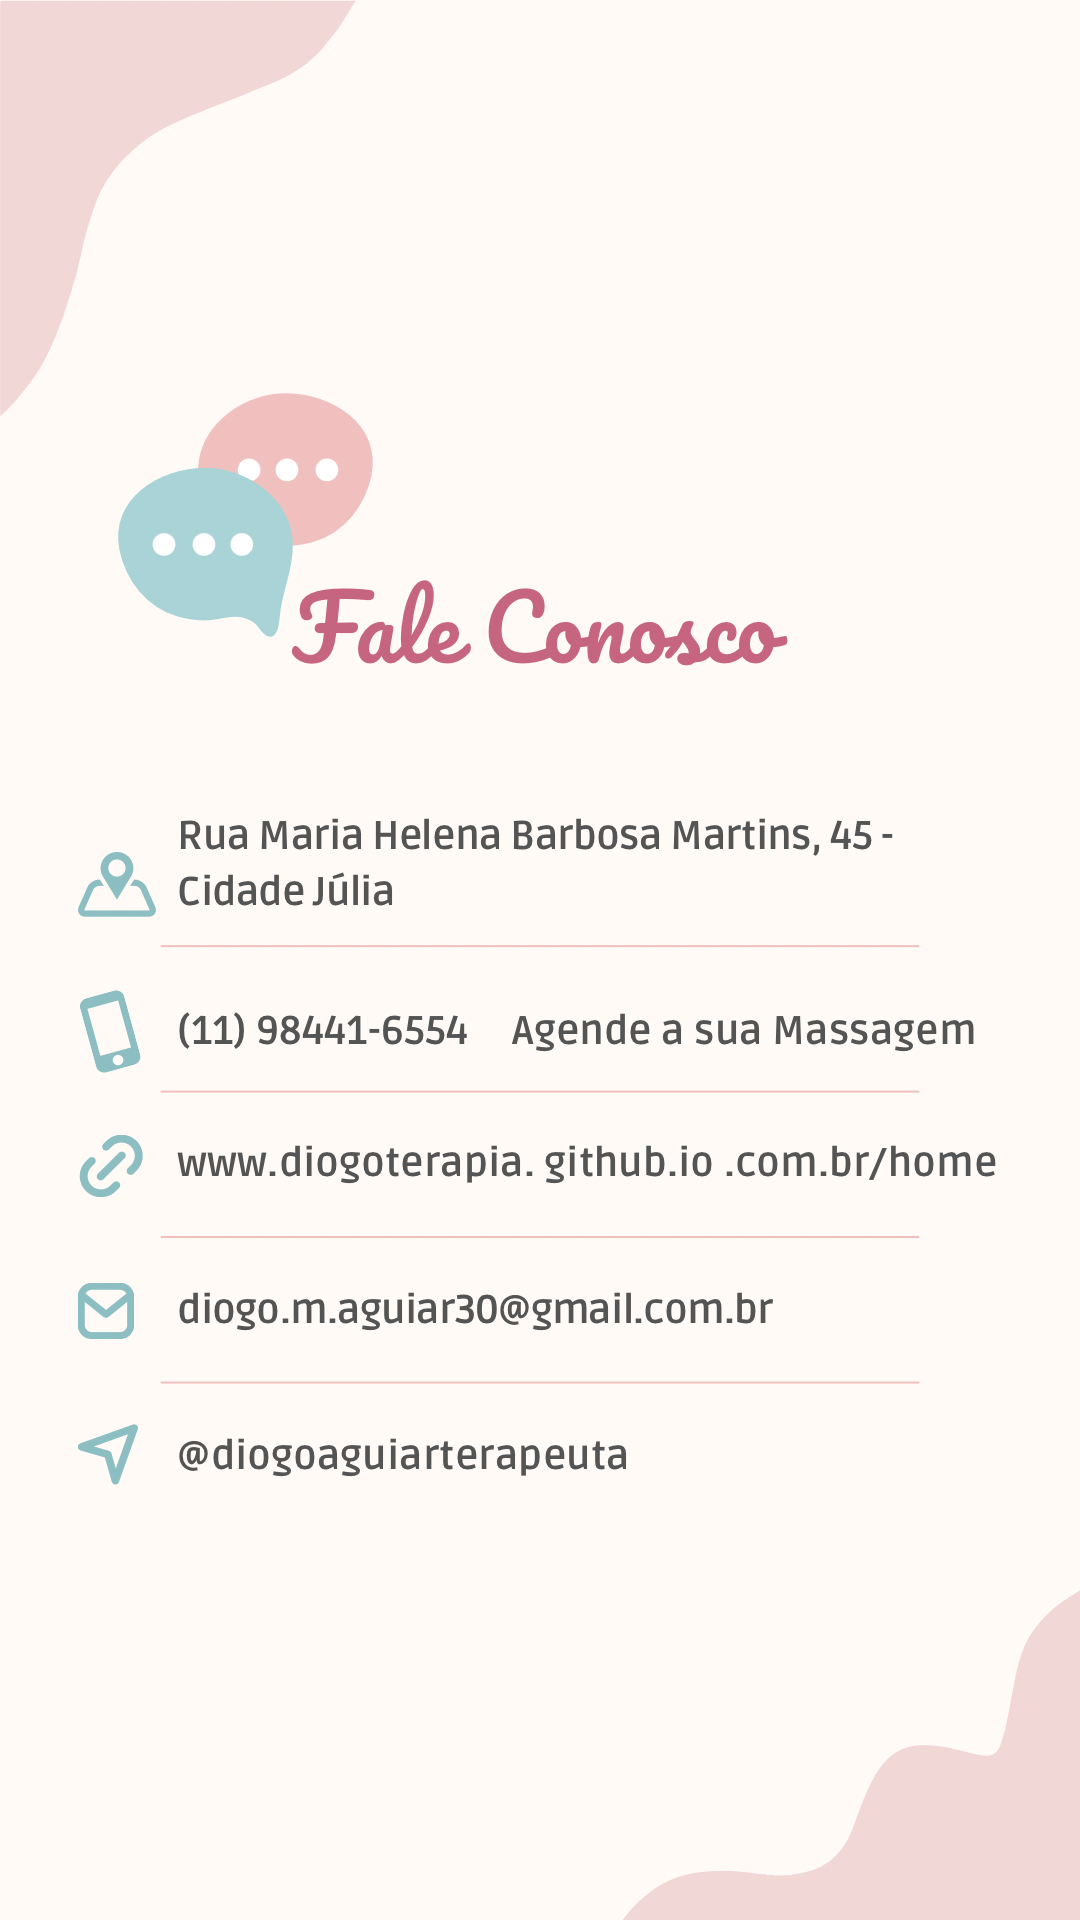 Fale Conosco
Rua Maria Helena Barbosa Martins, 45 -
Cidade Júlia
(11) 98441-6554 Agende a sua Massagem
www.diogoterapia. github.io .com.br/home
diogo.m.aguiar30@gmail.com.br
@diogoaguiarterapeuta